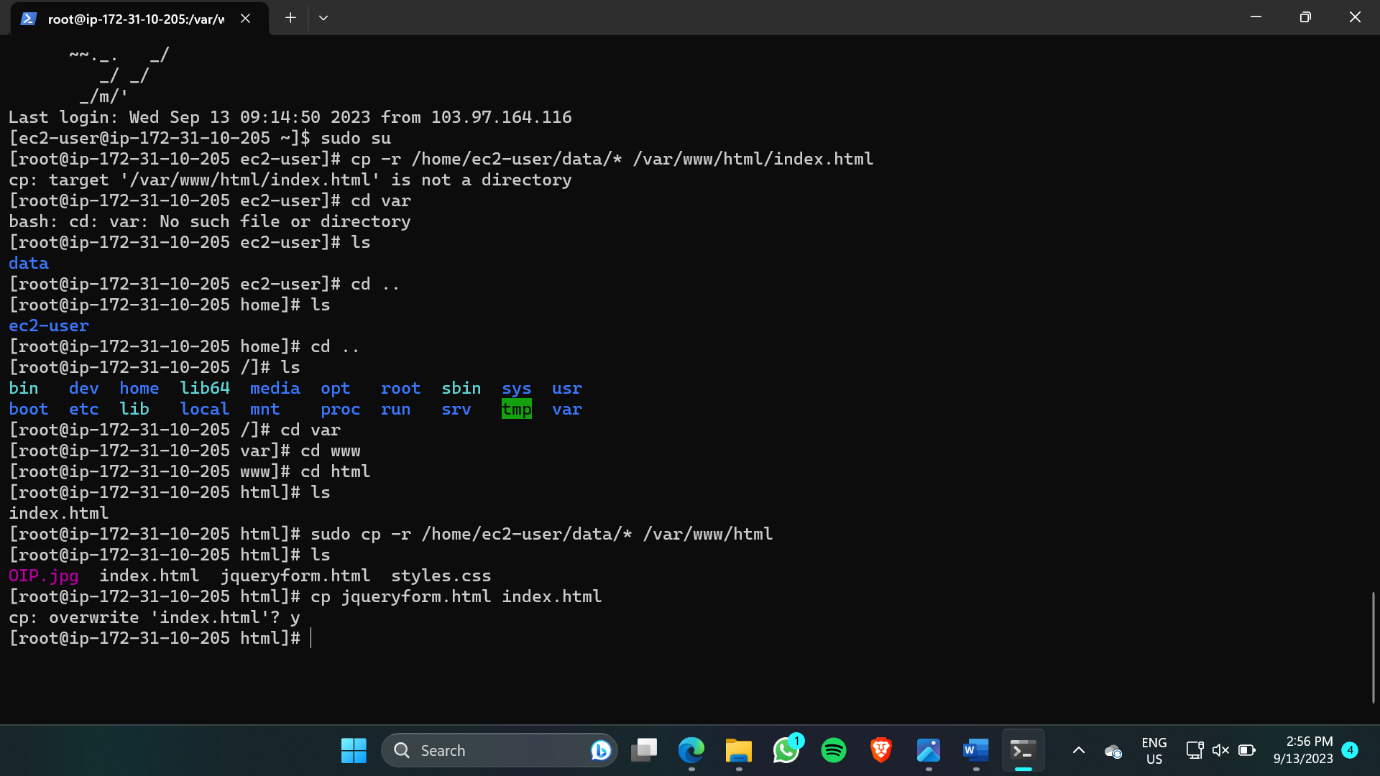 root@ip-172-31-10-205:/var/w
~~._.   _/
_/ _/
_/m/'
Last login: Wed Sep 13 09:14:50 2023 from 103.97.164.116
[ec2-user@ip-172-31-10-205 ~]$ sudo su
[root@ip-172-31-10-205 ec2-user]# cp -r /home/ec2-user/data/* /var/www/html/index.html
cp: target '/var/www/html/index.html' is not a directory
[root@ip-172-31-10-205 ec2-user]# cd var
bash: cd: var: No such file or directory
[root@ip-172-31-10-205 ec2-user]# ls
data
[root@ip-172-31-10-205 ec2-user]# cd ..
[root@ip-172-31-10-205 home]# ls
ec2-user
[root@ip-172-31-10-205 home]# cd ..
[root@ip-172-31-10-205 /]# ls
bin   dev  home  lib64  media  opt   root  sbin  sys  usr
boot  etc  lib   local  mnt    proc  run   srv   tmp  var
[root@ip-172-31-10-205 /]# cd var
[root@ip-172-31-10-205 var]# cd www
[root@ip-172-31-10-205 www]# cd html
[root@ip-172-31-10-205 html]# ls
index.html
[root@ip-172-31-10-205 html]# sudo cp -r /home/ec2-user/data/* /var/www/html
[root@ip-172-31-10-205 html]# ls
OIP.jpg  index.html  jqueryform.html  styles.css
[root@ip-172-31-10-205 html]# cp jqueryform.html index.html
cp: overwrite 'index.html'? y
[root@ip-172-31-10-205 html]#
Search
1
ENG
US
2:56 PM
9/13/2023
4